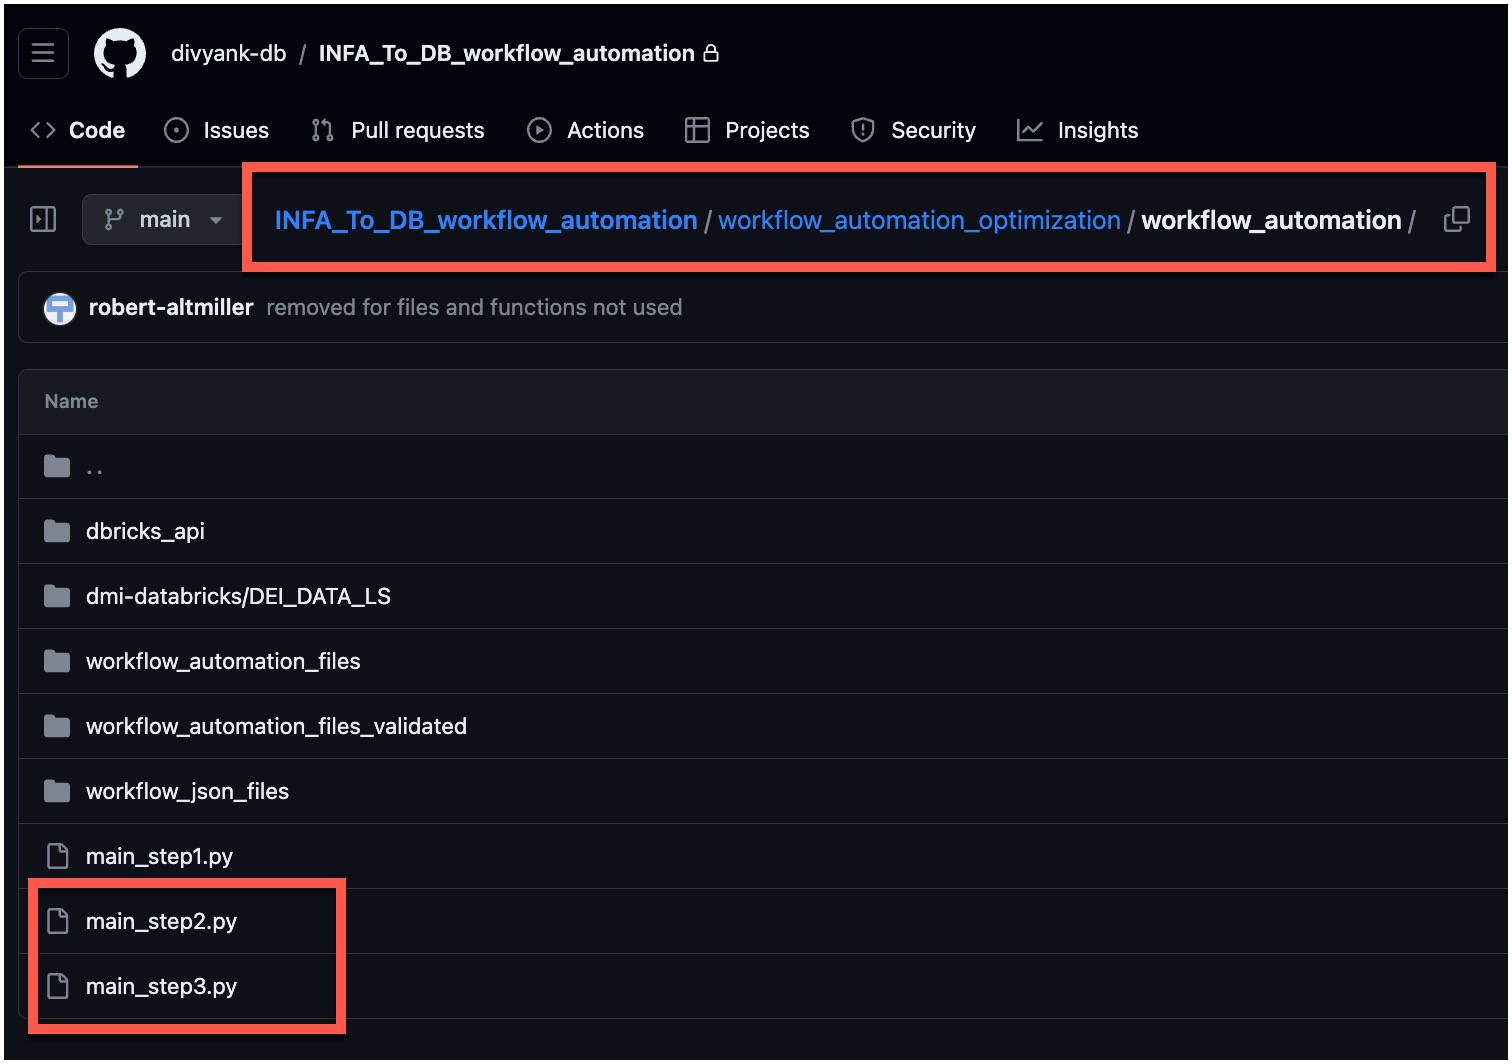 divyank-db / INFA_To_DB_workflow_automation
Code Issues Pull requests Actions Projects Security Insights
main INFA_To_DB_workflow_automation / workflow_automation_optimization / workflow_automation /
robert-altmiller removed for files and functions not used
Name
..
dbricks_api
dmi-databricks/DEI_DATA_LS
workflow_automation_files
workflow_automation_files_validated
workflow_json_files
main_step1.py
main_step2.py
main_step3.py